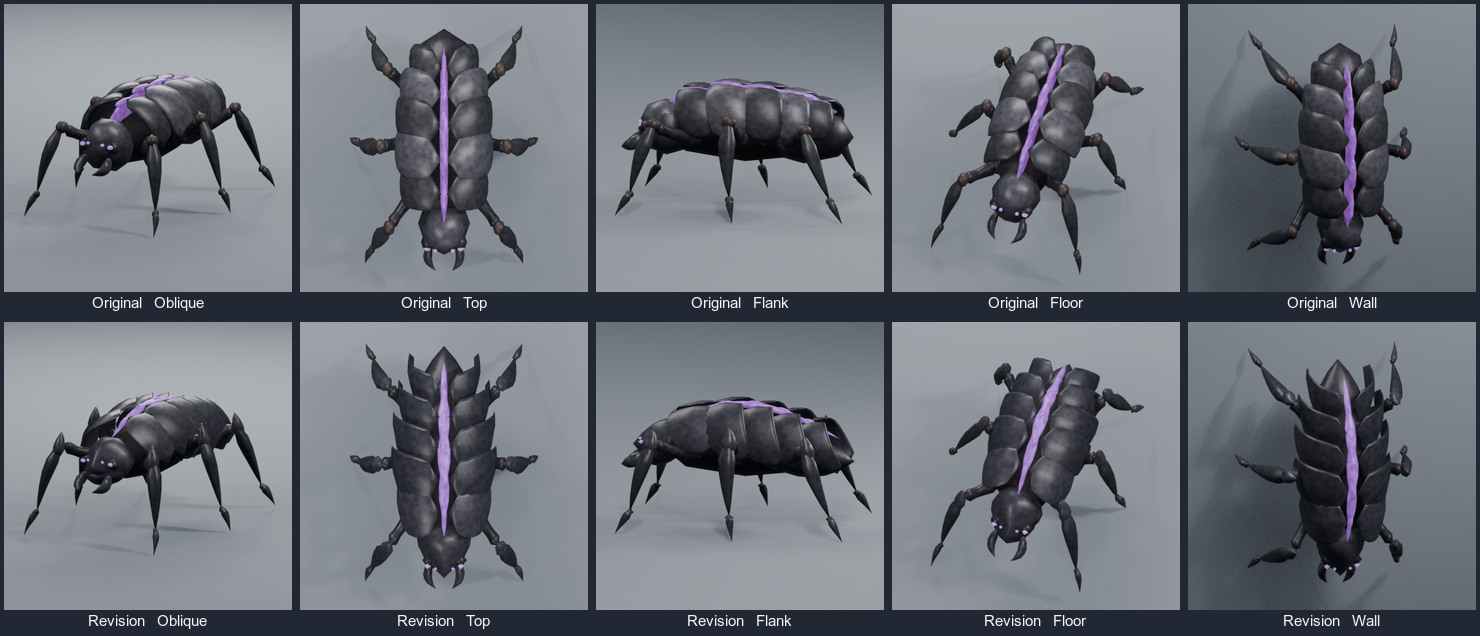 Original Oblique
Original Top
Original Flank
Original Floor
Original Wall
Revision Oblique
Revision Top
Revision Flank
Revision Floor
Revision Wall